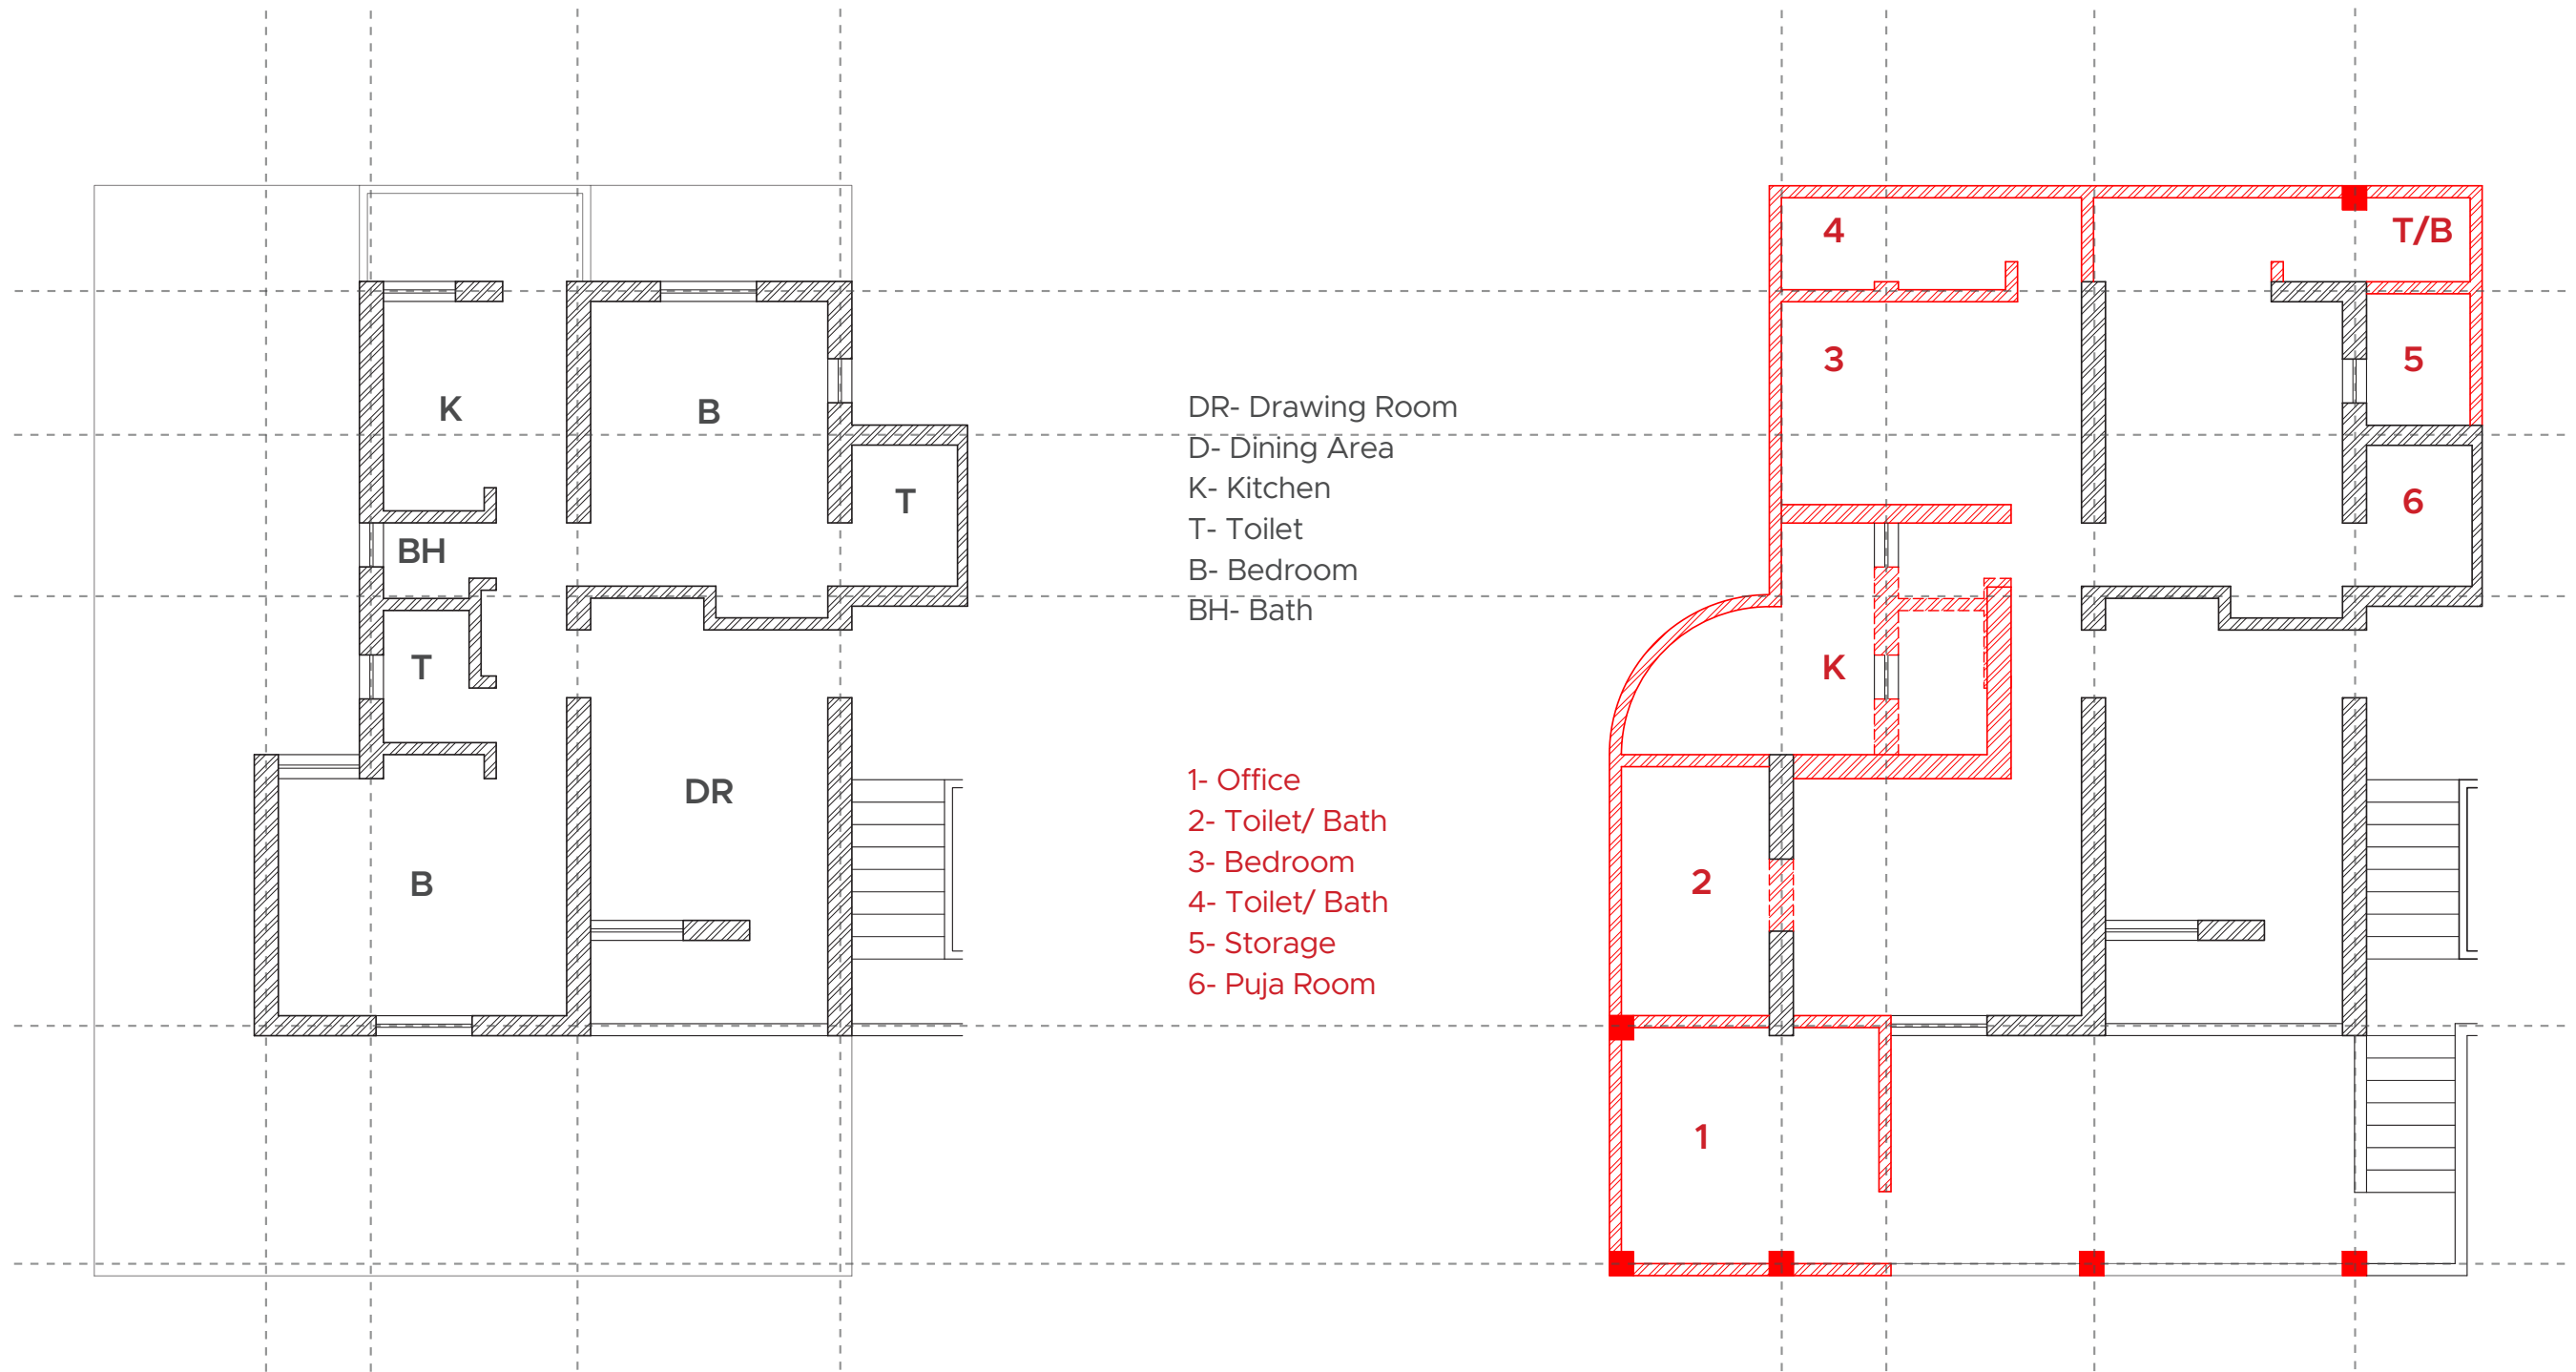 K
B
T
BH
T
DR
B
DR- Drawing Room
D- Dining Area
K- Kitchen
T- Toilet
B- Bedroom
BH- Bath
1- Office
2- Toilet/ Bath
3- Bedroom
4- Toilet/ Bath
5- Storage
6- Puja Room
4
T/B
3
5
6
K
2
1